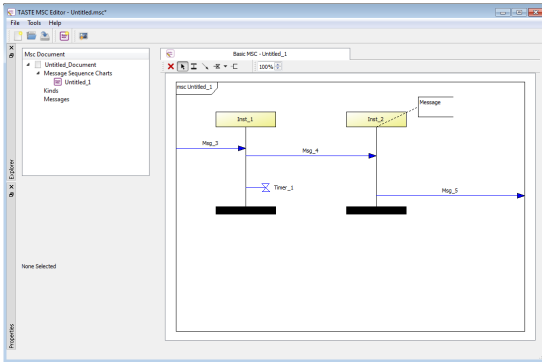 TASTE MSC Editor - Untitled.msc*
File Tools Help
Msc Document
Untitled_Document
Message Sequence Charts
Untitled_1
Kinds
Messages
Explorer
None Selected
Properties
Basic MSC - Untitled_1
100%
msc Untitled_1
Message
Inst_1
Inst_2
Msg_3
Msg_4
Timer_1
Msg_5